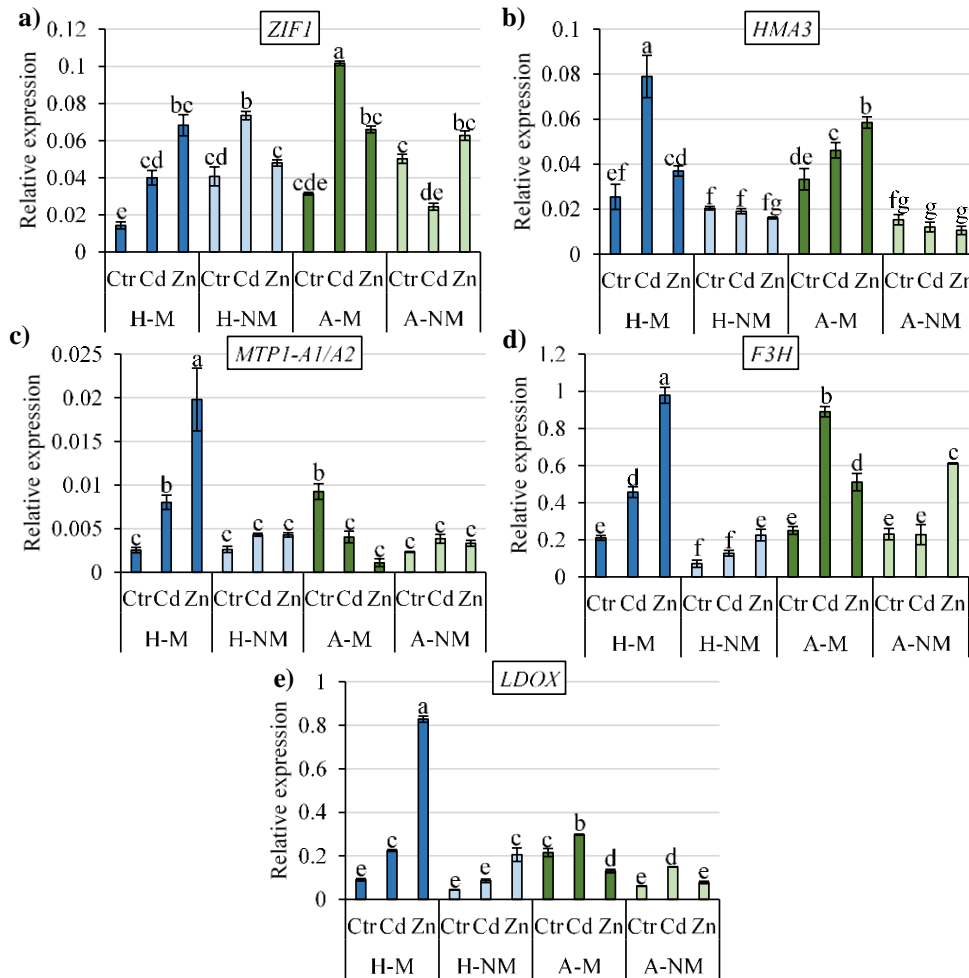 a)
ZIF1
Relative expression
0.12
0.1
0.08
0.06
0.04
0.02
0
e cd bc cd b c cde a bc c de bc
Ctr Cd Zn Ctr Cd Zn Ctr Cd Zn Ctr Cd Zn
H-M H-NM A-M A-NM
b)
HMA3
Relative expression
0.1
0.08
0.06
0.04
0.02
0
ef a cd f f fg de c b fg g g
Ctr Cd Zn Ctr Cd Zn Ctr Cd Zn Ctr Cd Zn
H-M H-NM A-M A-NM
c)
MTP1-A1/A2
Relative expression
0.025
0.02
0.015
0.01
0.005
0
c b a c c c b c c c c c
Ctr Cd Zn Ctr Cd Zn Ctr Cd Zn Ctr Cd Zn
H-M H-NM A-M A-NM
d)
F3H
Relative expression
1.2
1
0.8
0.6
0.4
0.2
0
e d a f f e e b d e e c
Ctr Cd Zn Ctr Cd Zn Ctr Cd Zn Ctr Cd Zn
H-M H-NM A-M A-NM
e)
LDOX
Relative expression
1
0.8
0.6
0.4
0.2
0
e c a e e c c b d e d e
Ctr Cd Zn Ctr Cd Zn Ctr Cd Zn Ctr Cd Zn
H-M H-NM A-M A-NM